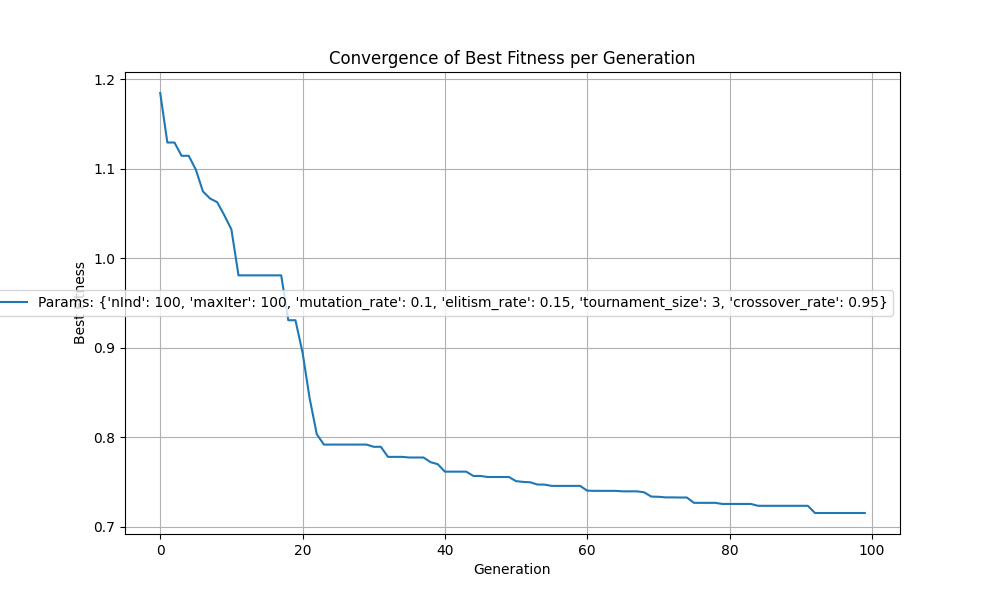 Convergence of Best Fitness per Generation
1.2
1.1
1.0
0.9
0.8
0.7
Best
ness
Params: {'nInd': 100, 'maxIter': 100, 'mutation_rate': 0.1, 'elitism_rate': 0.15, 'tournament_size': 3, 'crossover_rate': 0.95}
0 20 40 60 80 100
Generation